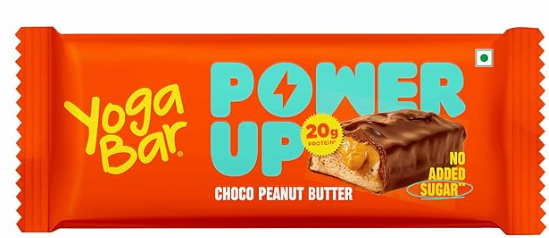 Yoga
Bar®
POWER
UP
20g
PROTEIN*
CHOCO PEANUT BUTTER
NO
ADDED
SUGAR